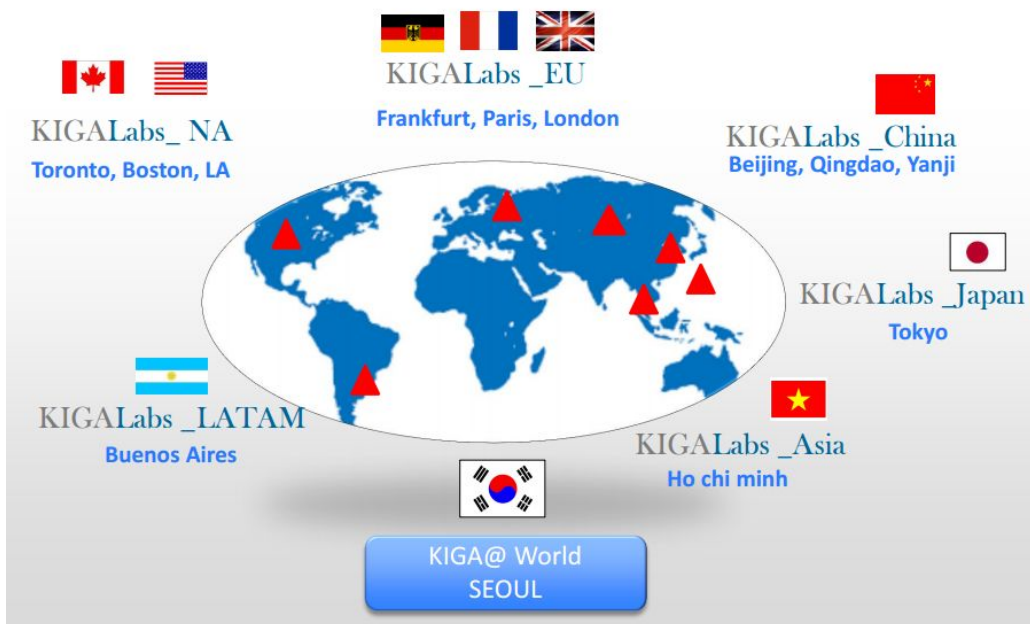 KIGALabs _EU
Frankfurt, Paris, London
KIGALabs_ NA
Toronto, Boston, LA
KIGALabs _China
Beijing, Qingdao, Yanji
KIGALabs _Japan
Tokyo
KIGALabs _LATAM
Buenos Aires
KIGALabs _Asia
Ho chi minh
KIGA@ World
SEOUL